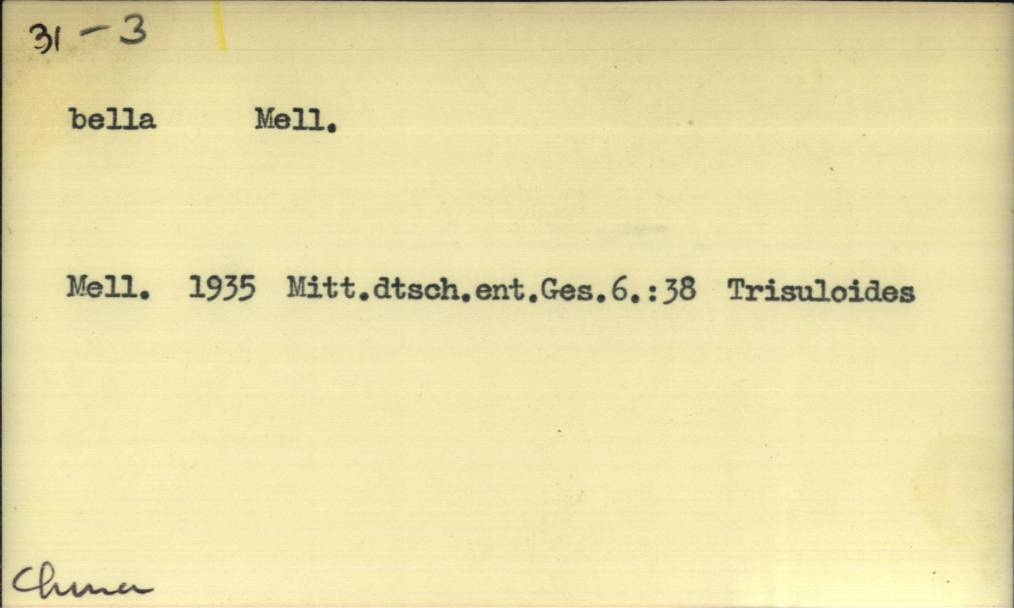 31 - 3
bella Mell.
Mell. 1935 Mitt.dtsch.ent.Ges.6.:38 Trisuloides
China